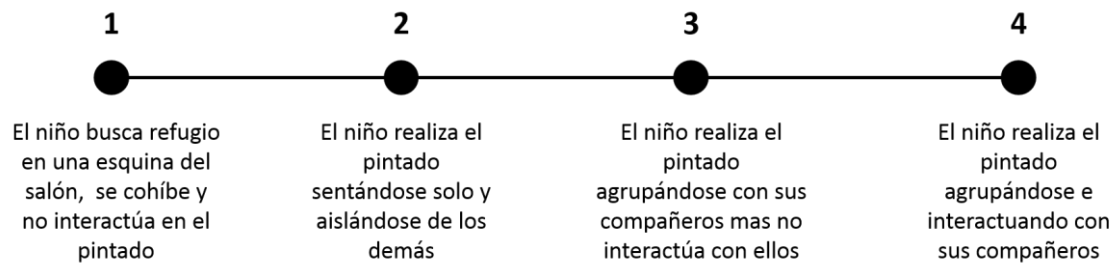 1
El niño busca refugio
en una esquina del
salón, se cohíbe y
no interactúa en el
pintado
2
El niño realiza el
pintado
sentándose solo y
aislándose de los
demás
3
El niño realiza el
pintado
agrupándose con sus
compañeros mas no
interactúa con ellos
4
El niño realiza el
pintado
agrupándose e
interactuando con
sus compañeros